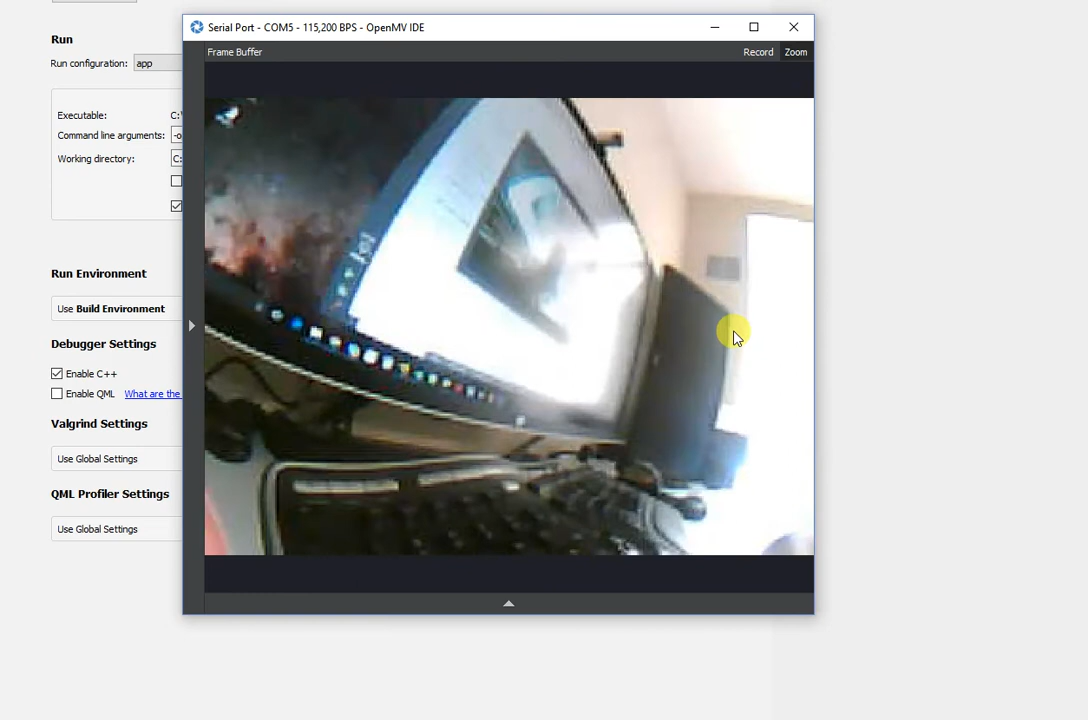 Serial Port - COM5 - 115,200 BPS - OpenMV IDE
Frame Buffer
Record
Zoom
Run
Run configuration:
app
Executable:
C:\
Command line arguments:
-o
Working directory:
C:
Run Environment
Use Build Environment
Debugger Settings
Enable C++
Enable QML
What are the
Valgrind Settings
Use Global Settings
QML Profiler Settings
Use Global Settings